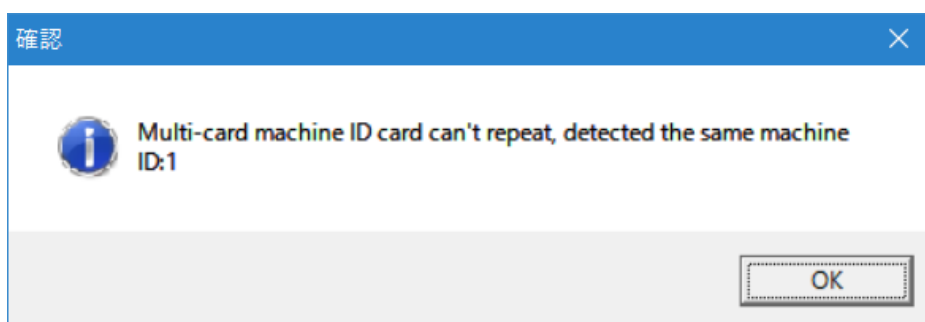 確認
Multi-card machine ID card can't repeat, detected the same machine
ID:1
OK